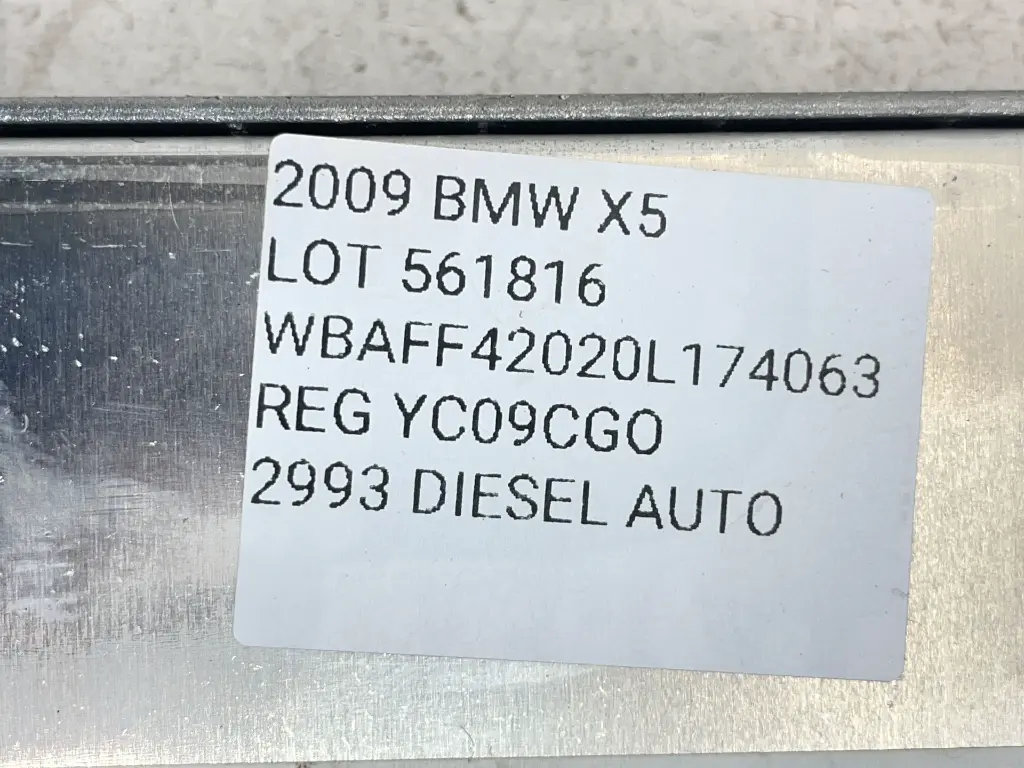 2009 BMW X5
LOT 561816
WBAFF42020L174063
REG YC09CGO
2993 DIESEL AUTO